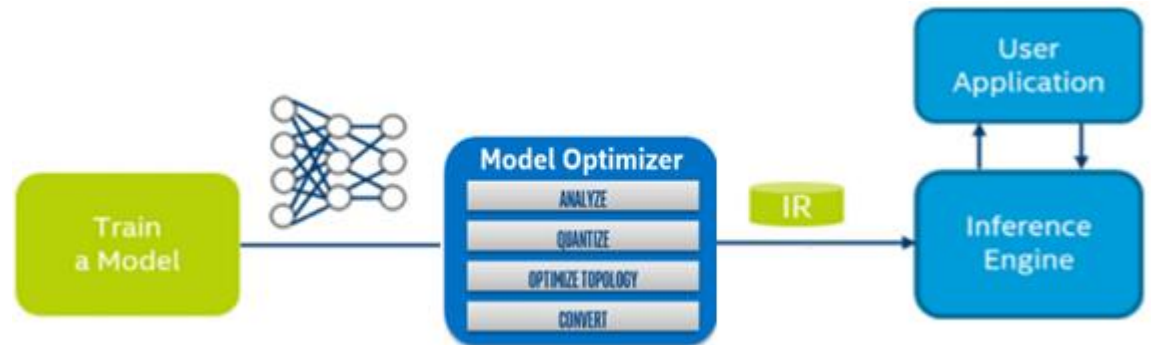 Train
a Model
Model Optimizer
ANALYZE
QUANTIZE
OPTIMIZE TOPOLOGY
CONVERT
IR
User
Application
Inference
Engine